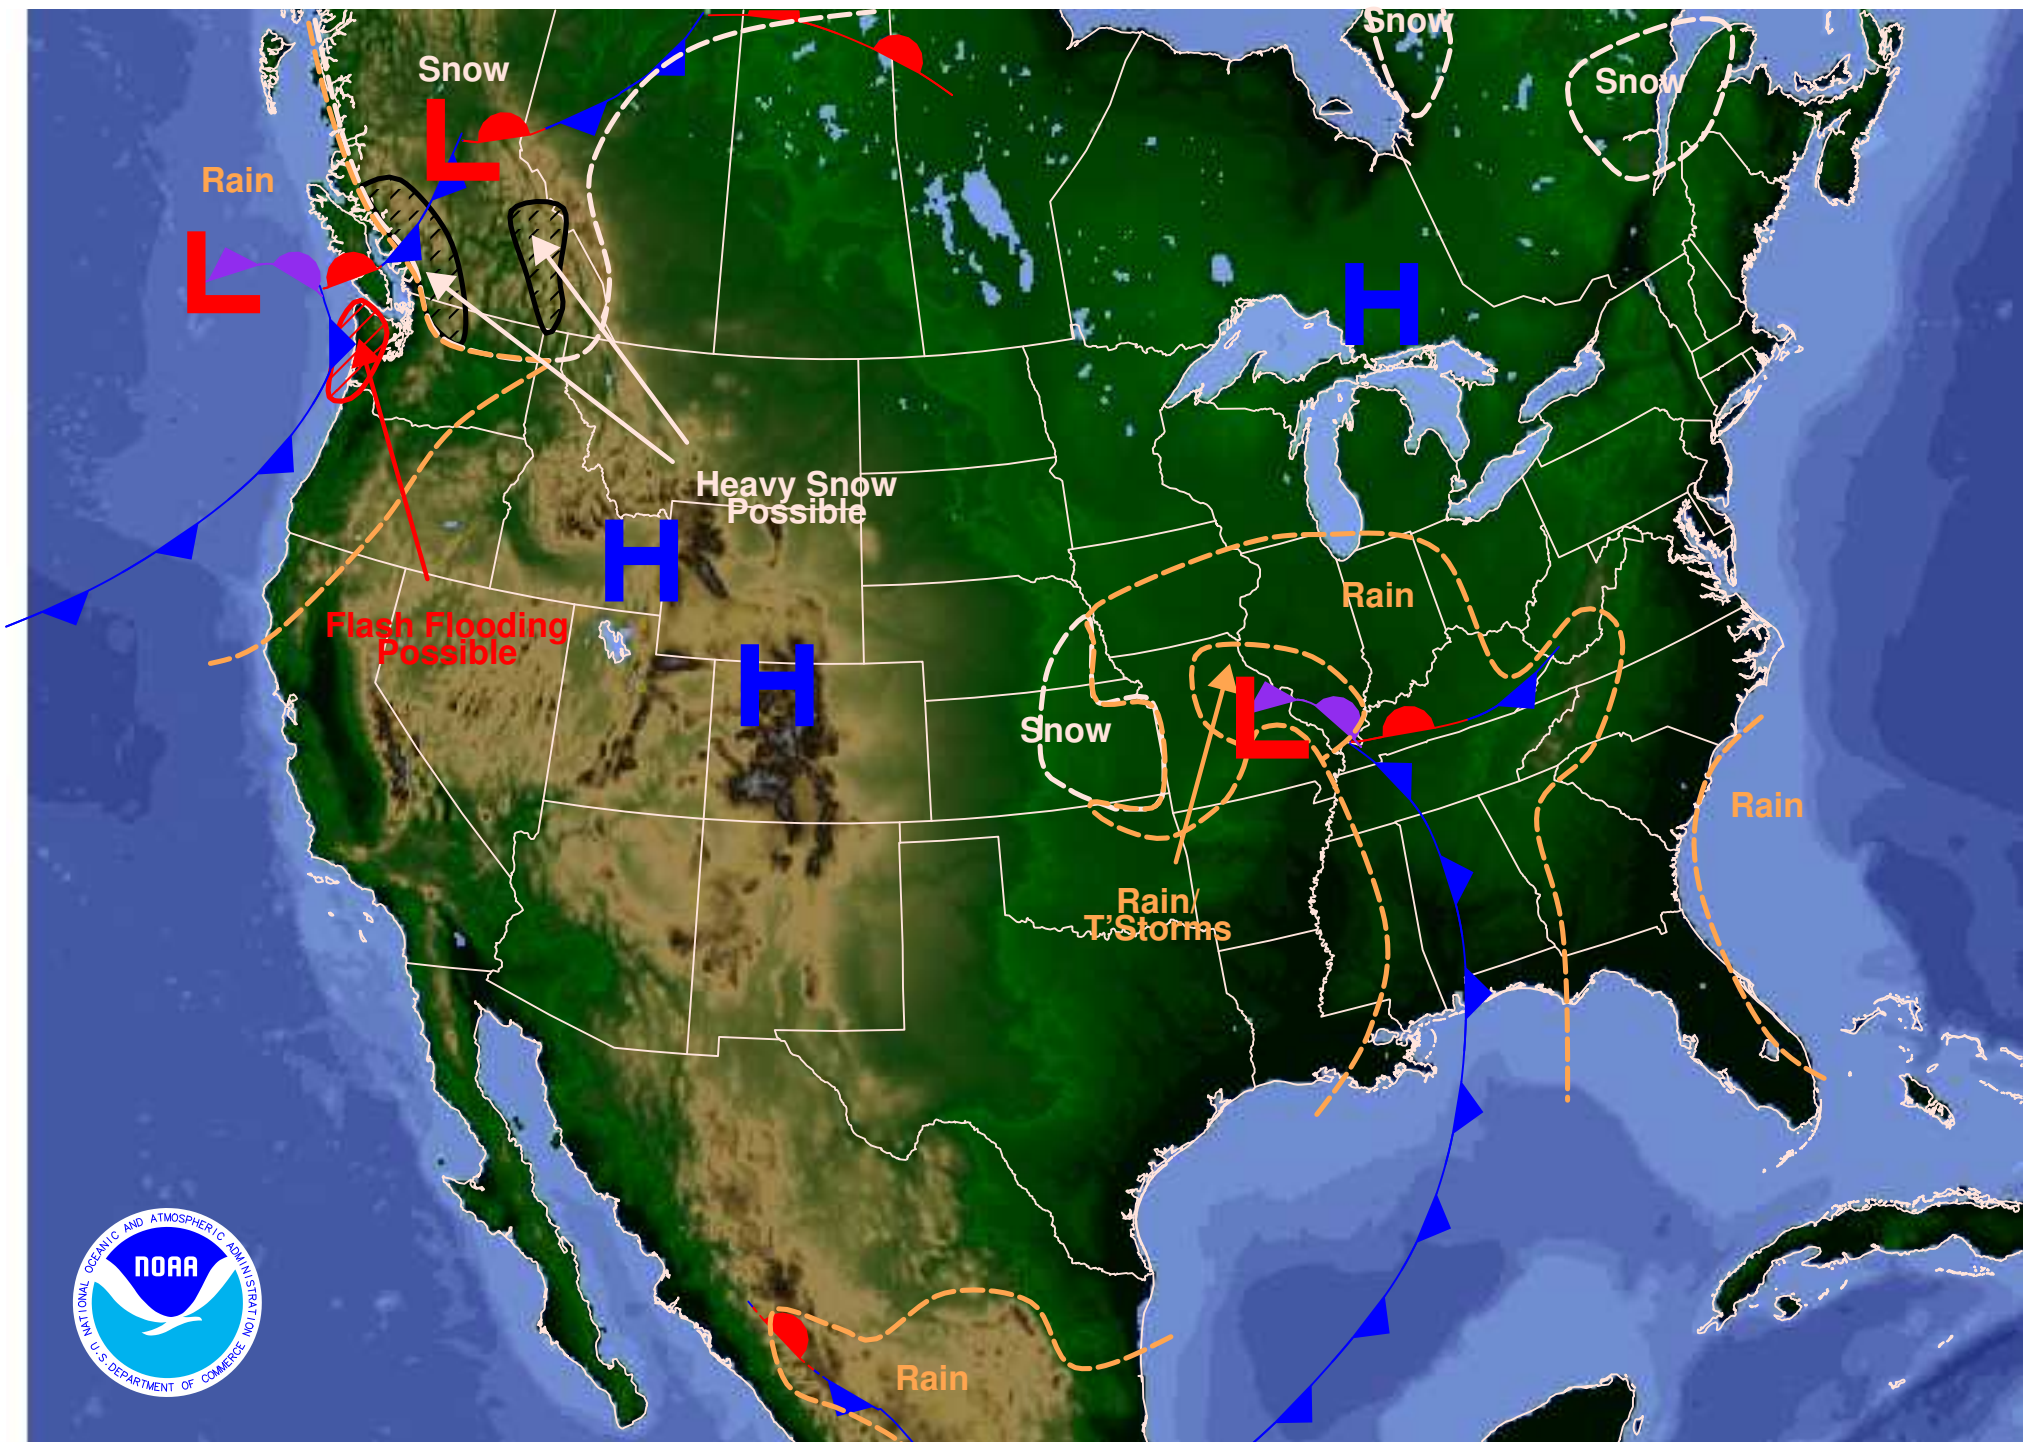 Snow
Snow
Snow
Rain
L
L
H
Heavy Snow
Possible
H
Rain
Flash Flooding
Possible
H
L
Snow
Rain
Rain/
T'Storms
NATIONAL OCEANIC AND ATMOSPHERIC ADMINISTRATION
NOAA
U.S. DEPARTMENT OF COMMERCE
Rain